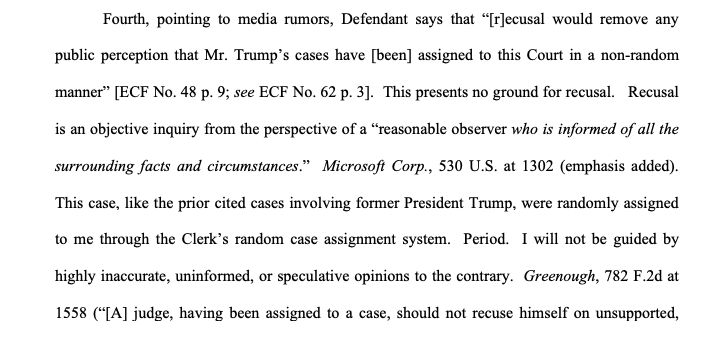 Fourth, pointing to media rumors, Defendant says that “[r]ecusal would remove any
public perception that Mr. Trump’s cases have [been] assigned to this Court in a non-random
manner” [ECF No. 48 p. 9; see ECF No. 62 p. 3]. This presents no ground for recusal. Recusal
is an objective inquiry from the perspective of a “reasonable observer who is informed of all the
surrounding facts and circumstances.” Microsoft Corp., 530 U.S. at 1302 (emphasis added).
This case, like the prior cited cases involving former President Trump, were randomly assigned
to me through the Clerk’s random case assignment system. Period. I will not be guided by
highly inaccurate, uninformed, or speculative opinions to the contrary. Greenough, 782 F.2d at
1558 (“[A] judge, having been assigned to a case, should not recuse himself on unsupported,